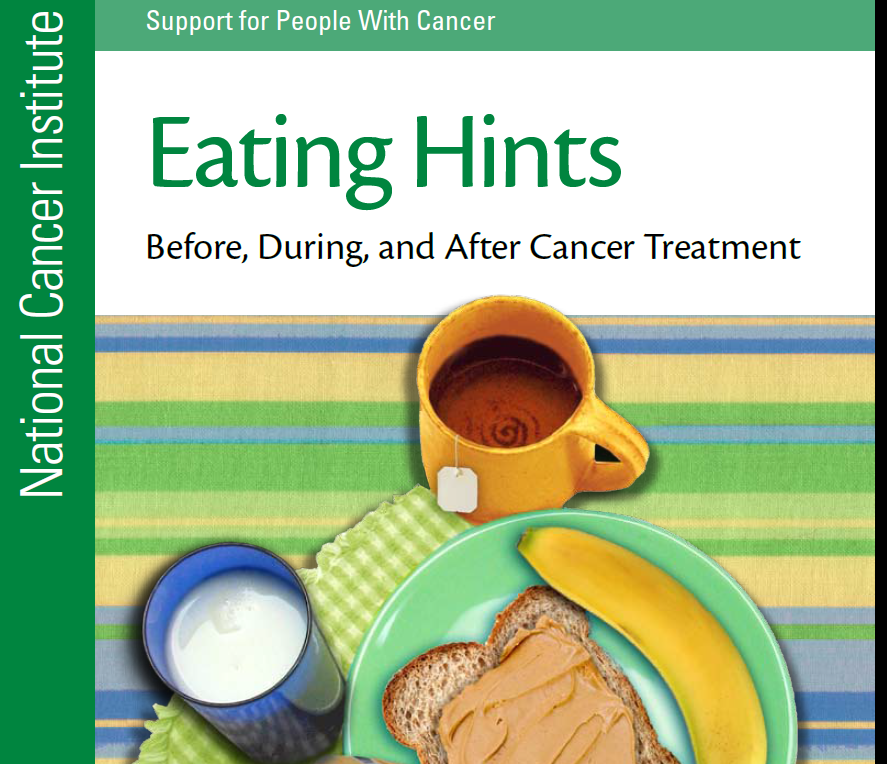 Support for People With Cancer
National Cancer Institute
Eating Hints
Before, During, and After Cancer Treatment